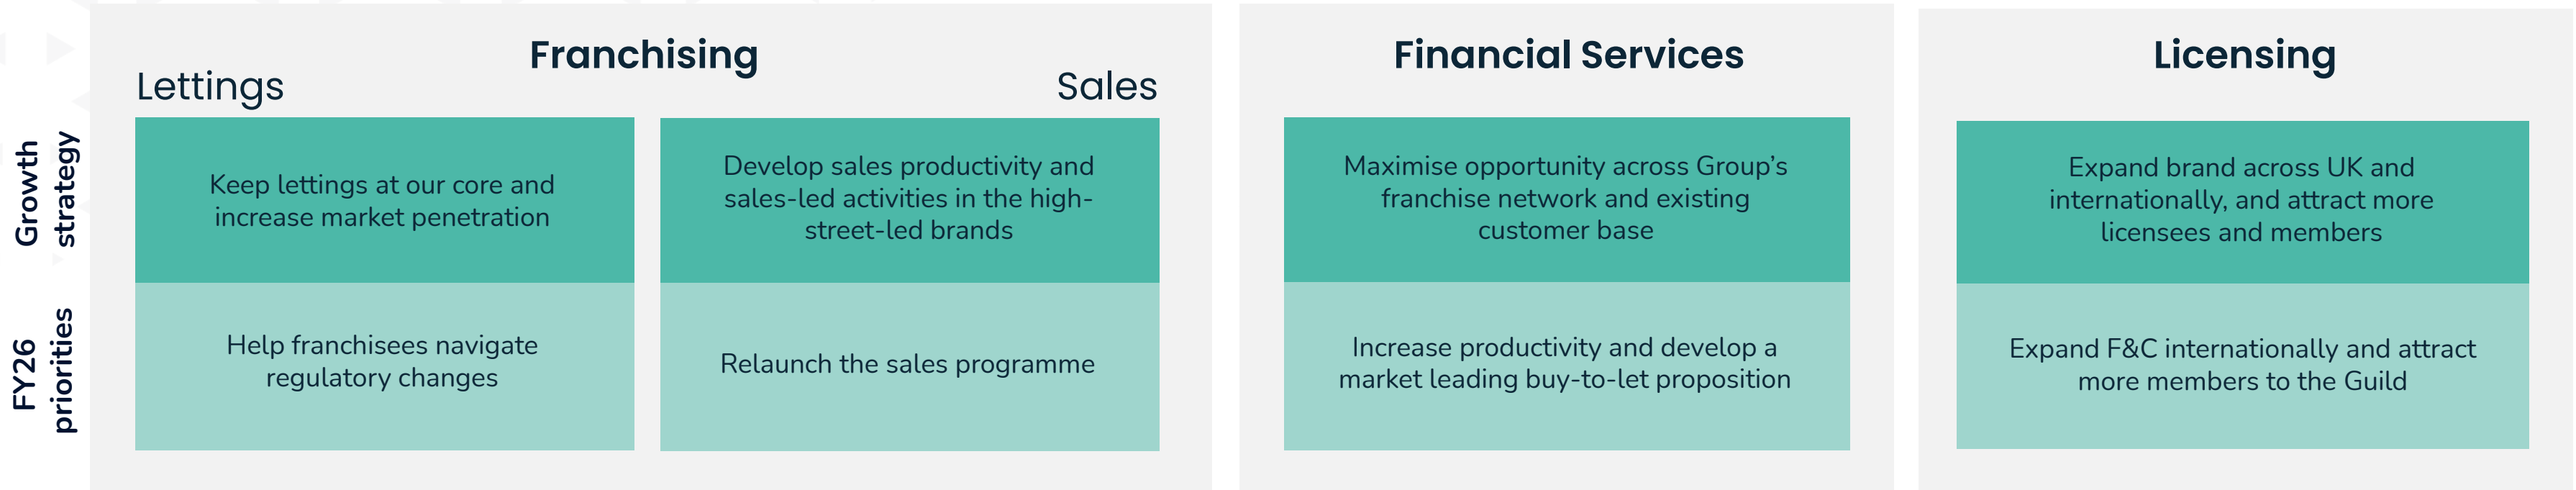 Franchising
Lettings
Sales
Financial Services
Licensing
Growth
strategy
Keep lettings at our core and
increase market penetration
Develop sales productivity and
sales-led activities in the high-
street-led brands
Maximise opportunity across Group’s
franchise network and existing
customer base
Expand brand across UK and
internationally, and attract more
licensees and members
FY26
priorities
Help franchisees navigate
regulatory changes
Relaunch the sales programme
Increase productivity and develop a
market leading buy-to-let proposition
Expand F&C internationally and attract
more members to the Guild